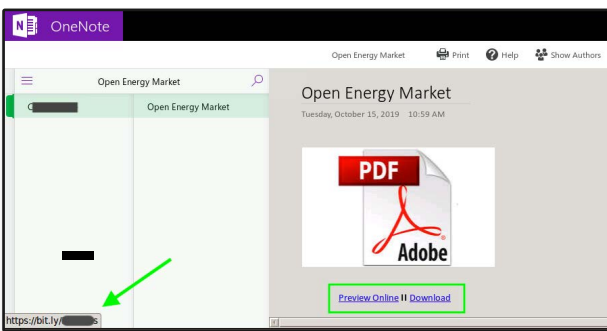 OneNote
Open Energy Market Print Help Show Authors
Open Energy Market
Open Energy Market
Open Energy Market
Tuesday, October 15, 2019 10:59 AM
PDF
Adobe
Preview Online II Download
https://bit.ly/